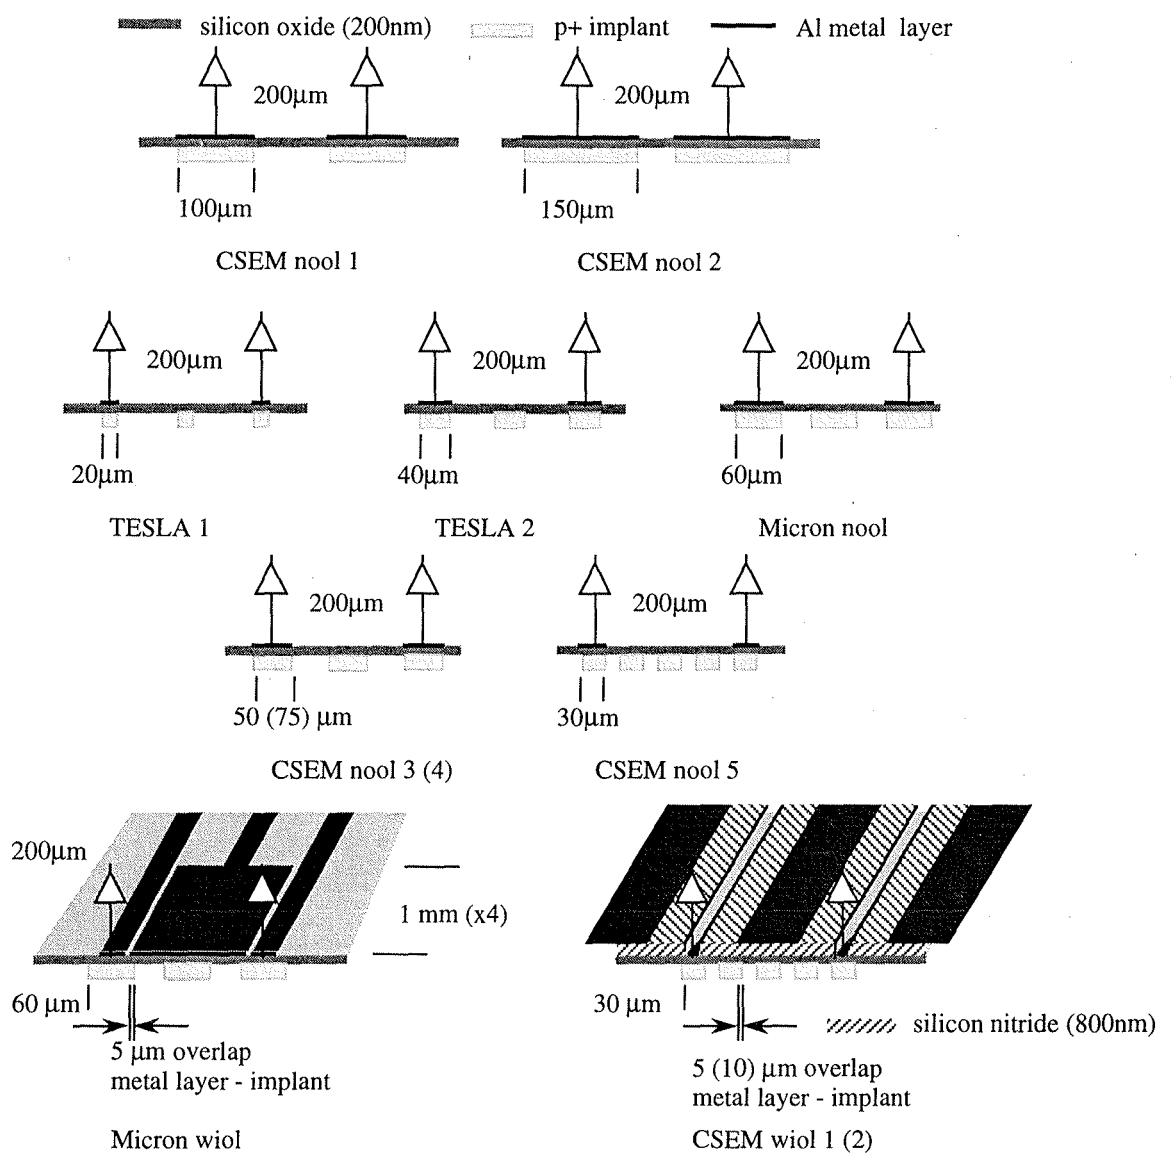 silicon oxide (200nm) p+ implant Al metal layer
200µm 200µm
100µm 150µm
CSEM nool 1 CSEM nool 2
200µm 200µm 200µm
20µm 40µm 60µm
TESLA 1 TESLA 2 Micron nool
200µm 200µm
50 (75) µm 30µm
CSEM nool 3 (4) CSEM nool 5
200µm
1 mm (x4)
60 µm 30 µm
silicon nitride (800nm)
5 µm overlap
metal layer - implant
5 (10) µm overlap
metal layer - implant
Micron wiol CSEM wiol 1 (2)